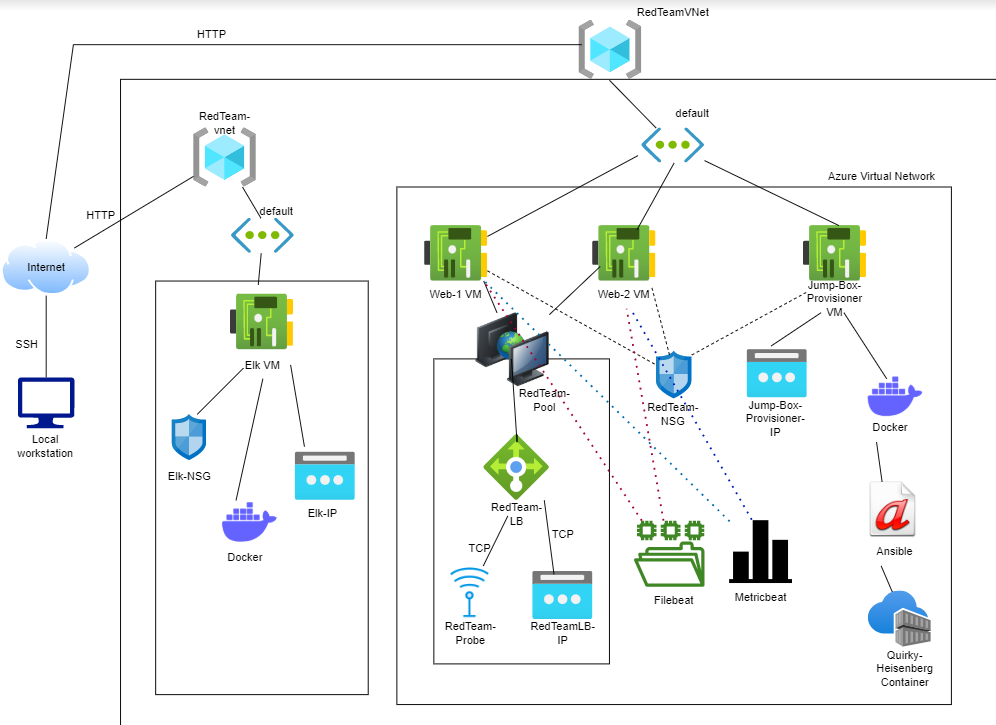 RedTeamVNet
HTTP
default
RedTeam-
vnet
Azure Virtual Network
HTTP
default
Internet
Web-1 VM
Web-2 VM
Jump-Box-
Provisioner
VM
SSH
Elk VM
RedTeam-
Pool
RedTeam-
NSG
Jump-Box-
Provisioner-
IP
Docker
Local
workstation
Elk-NSG
Elk-IP
RedTeam-
LB
Docker
TCP
TCP
Ansible
Filebeat
Metricbeat
RedTeam-
Probe
RedTeamLB-
IP
Quirky-
Heisenberg
Container